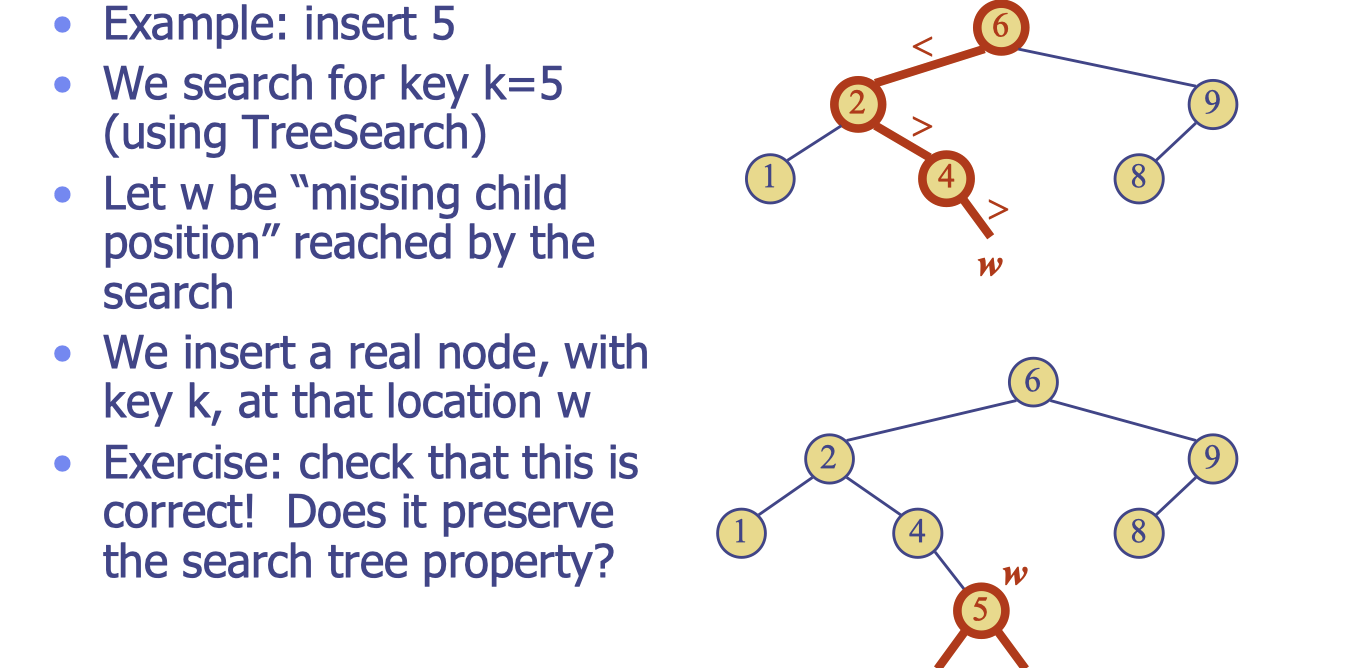 • Example: insert 5
• We search for key k=5
(using TreeSearch)
• Let w be “missing child
position” reached by the
search
• We insert a real node, with
key k, at that location w
• Exercise: check that this is
correct!  Does it preserve
the search tree property?
6
<
2
9
>
1
4
8
>
w
6
2
9
1
4
8
w
5